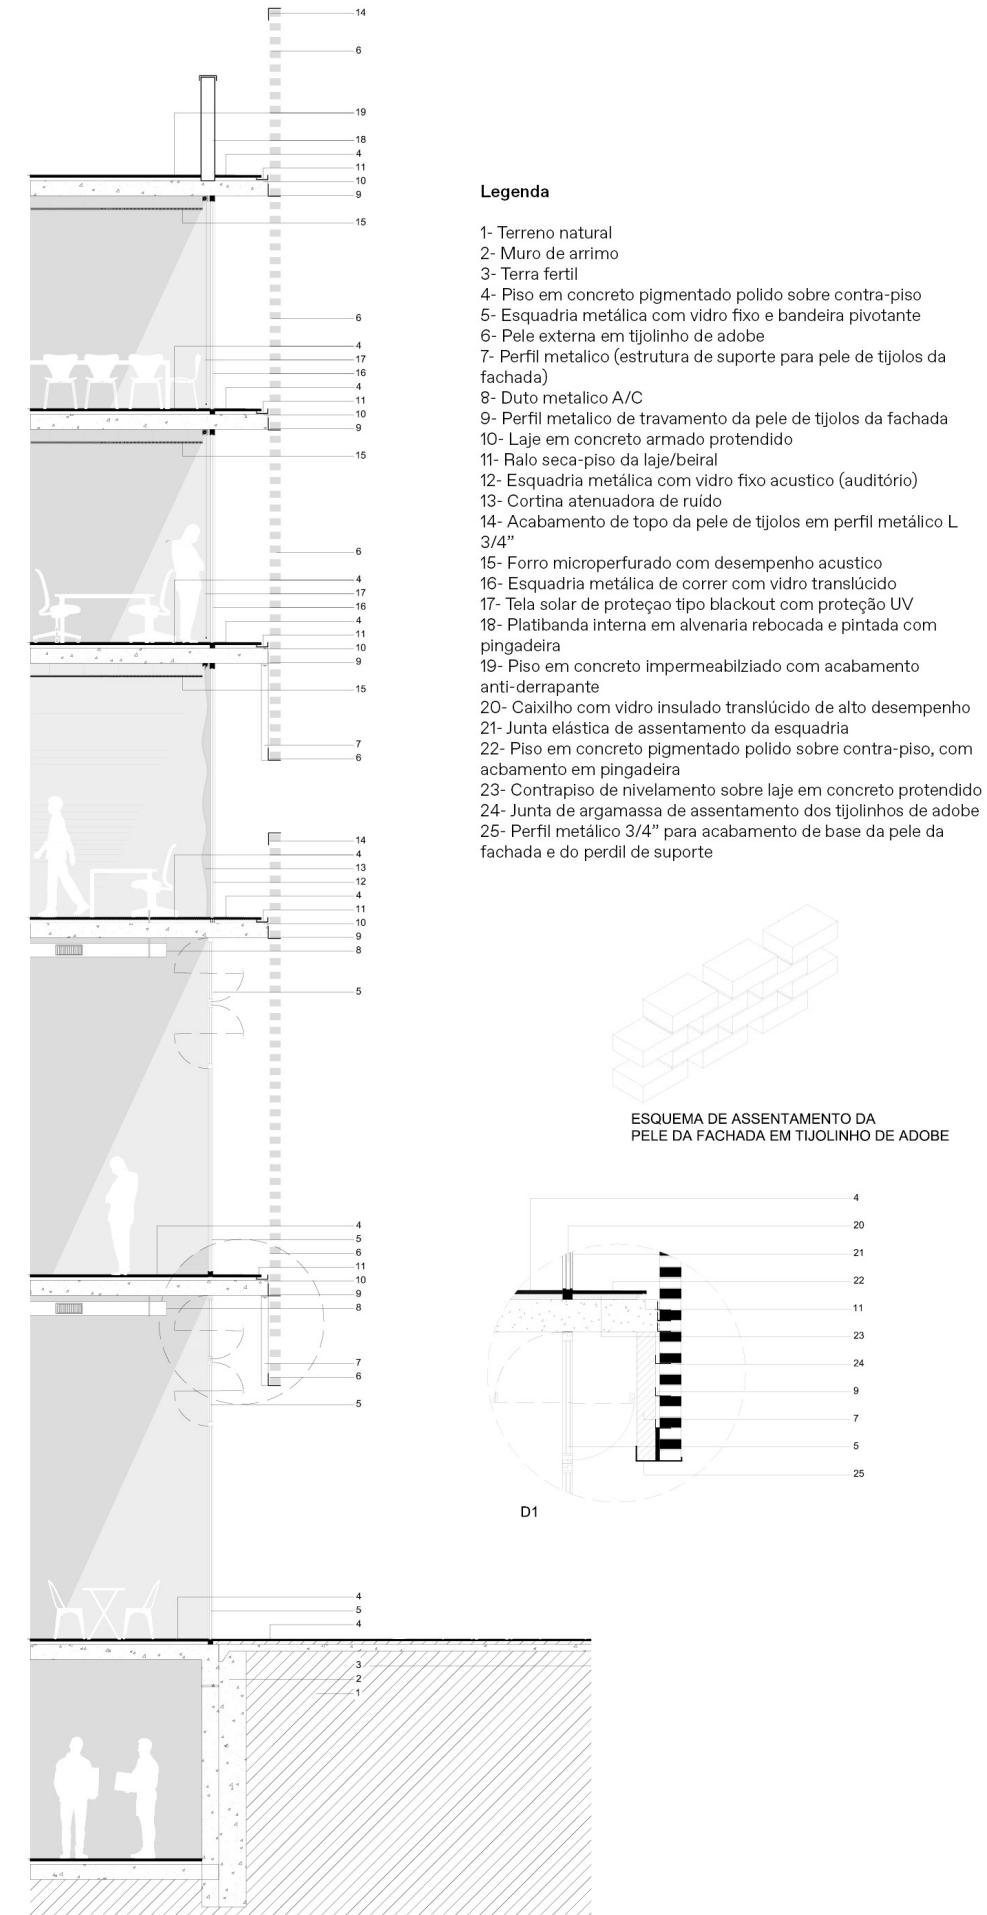 14
6
19
18
4
11
10
9
15
6
4
17
16
4
11
10
9
15
6
4
17
16
4
11
10
9
15
7
6
14
4
13
12
4
11
10
9
8
5
4
5
6
11
10
9
8
7
6
5
4
5
4
3
2
1
Legenda
1- Terreno natural
2- Muro de arrimo
3- Terra fertil
4- Piso em concreto pigmentado polido sobre contra-piso
5- Esquadria metálica com vidro fixo e bandeira pivotante
6- Pele externa em tijolinho de adobe
7- Perfil metalico (estrutura de suporte para pele de tijolos da
fachada)
8- Duto metalico A/C
9- Perfil metalico de travamento da pele de tijolos da fachada
10- Laje em concreto armado protendido
11- Ralo seca-piso da laje/beiral
12- Esquadria metálica com vidro fixo acustico (auditório)
13- Cortina atenuadora de ruído
14- Acabamento de topo da pele de tijolos em perfil metálico L
3/4”
15- Forro microperfurado com desempenho acustico
16- Esquadria metálica de correr com vidro translúcido
17- Tela solar de proteçao tipo blackout com proteção UV
18- Platibanda interna em alvenaria rebocada e pintada com
pingadeira
19- Piso em concreto impermeabilziado com acabamento
anti-derrapante
20- Caixilho com vidro insulado translúcido de alto desempenho
21- Junta elástica de assentamento da esquadria
22- Piso em concreto pigmentado polido sobre contra-piso, com
acbamento em pingadeira
23- Contrapiso de nivelamento sobre laje em concreto protendido
24- Junta de argamassa de assentamento dos tijolinhos de adobe
25- Perfil metálico 3/4” para acabamento de base da pele da
fachada e do perdil de suporte
ESQUEMA DE ASSENTAMENTO DA
PELE DA FACHADA EM TIJOLINHO DE ADOBE
4
20
21
22
11
23
24
9
7
5
25
D1